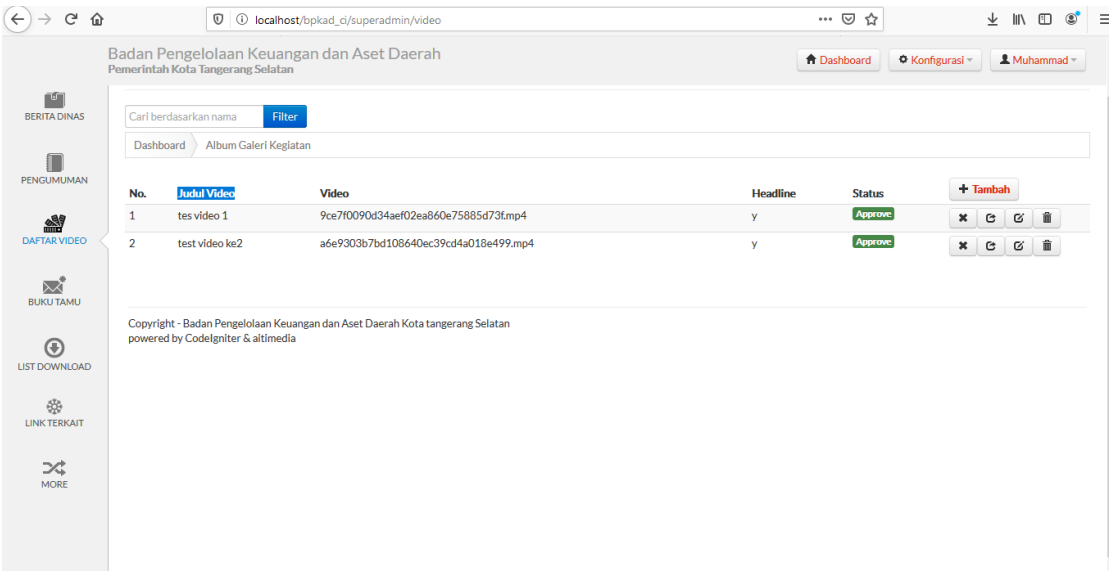 localhost/bpkad_ci/superadmin/video
Badan Pengelolaan Keuangan dan Aset Daerah
Pemerintah Kota Tangerang Selatan
Dashboard
Konfigurasi
Muhammad
BERITA DINAS
PENGUMUMAN
DAFTAR VIDEO
BUKU TAMU
LIST DOWNLOAD
LINK TERKAIT
MORE
Cari berdasarkan nama Filter
Dashboard Album Galeri Kegiatan
No. Judul Video Video Headline Status + Tambah
1 tes video 1 9ce7f0090d34aef02ea860e75885d73f.mp4 y Approve
2 test video ke2 a6e9303b7bd108640ec39cd4a018e499.mp4 y Approve
Copyright - Badan Pengelolaan Keuangan dan Aset Daerah Kota tangerang Selatan
powered by CodeIgniter & aitimedia